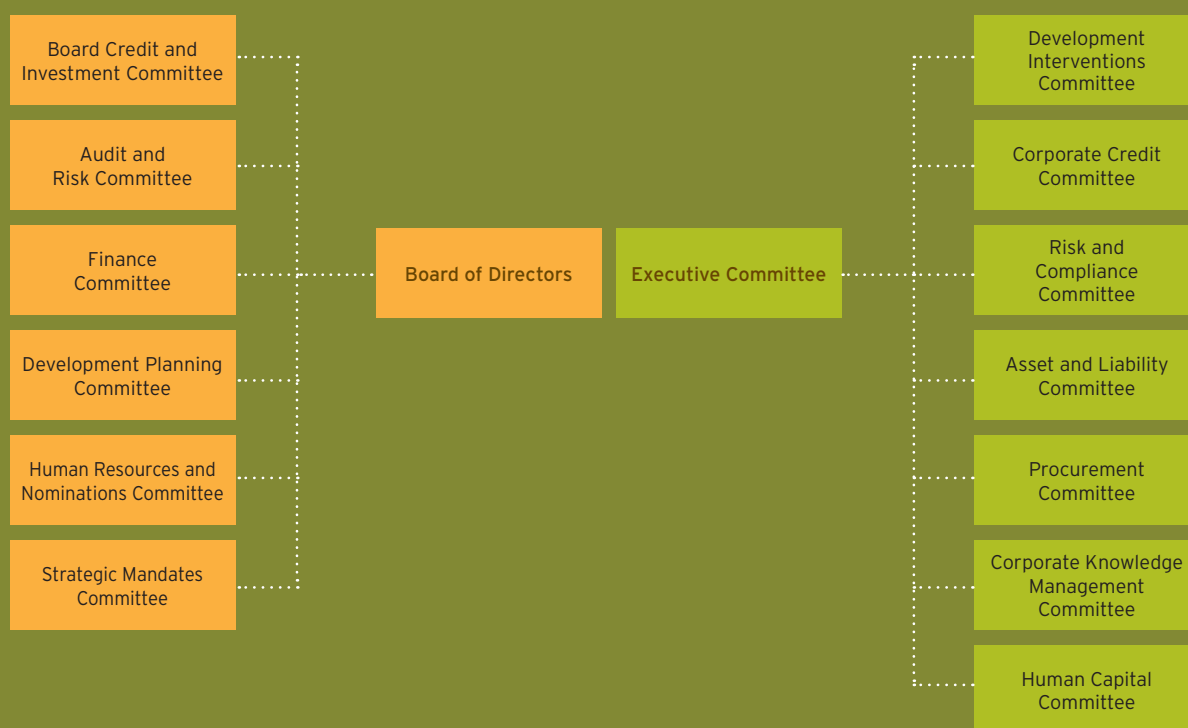 Board Credit and
Investment Committee
Audit and
Risk Committee
Finance
Committee
Development Planning
Committee
Human Resources and
Nominations Committee
Strategic Mandates
Committee
Board of Directors
Executive Committee
Development
Interventions
Committee
Corporate Credit
Committee
Risk and
Compliance
Committee
Asset and Liability
Committee
Procurement
Committee
Corporate Knowledge
Management
Committee
Human Capital
Committee